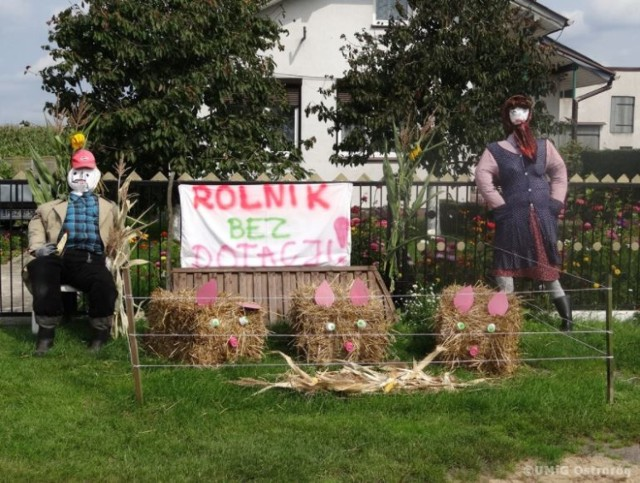 ROLNIK
BEZ
DOTACJI!
©UMiG Ostroróg